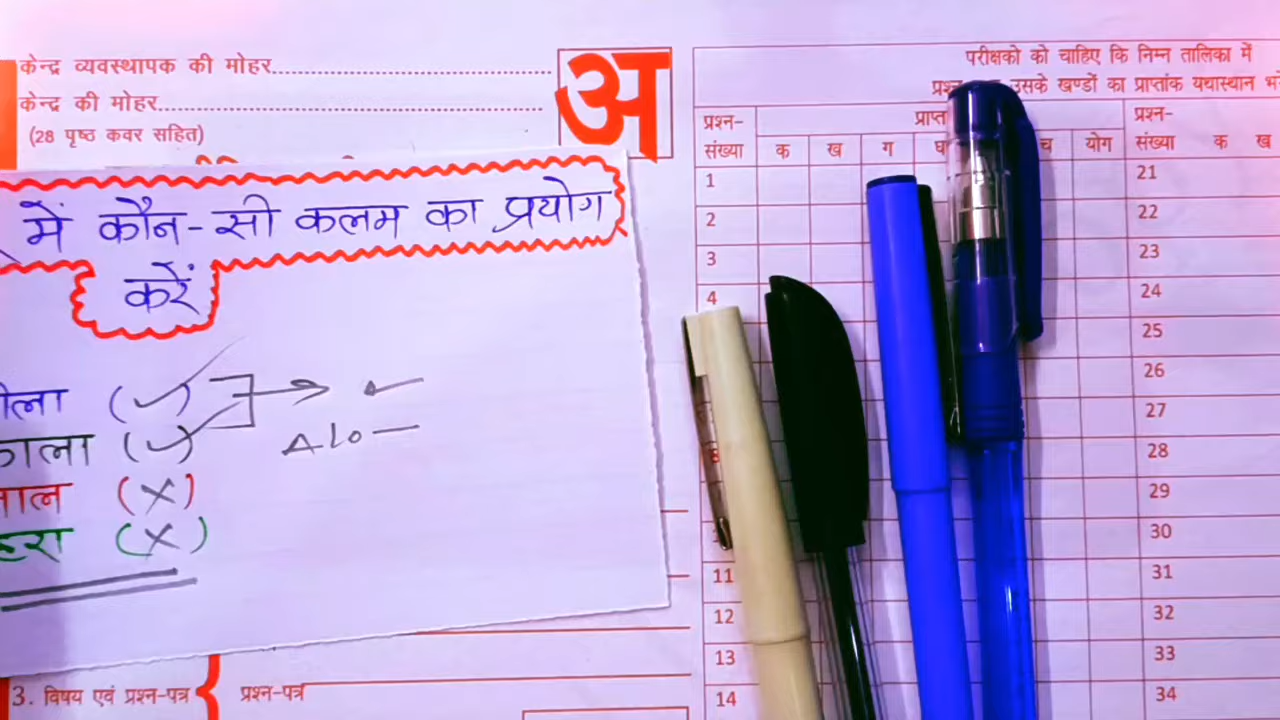 केन्द्र व्यवस्थापक की मोहर
केन्द्र की मोहर
(28 पृष्ठ कवर सहित)
अ
में कौन-सी कलम का प्रयोग
करें
(✓)
(✓)
(×)
(×)
3. विषय एवं प्रश्न-पत्र
प्रश्न-पत्र
परीक्षको को चाहिए कि निम्न तालिका में
उसके खण्डों का प्राप्तांक यथास्थान
प्रश्न-संख्या क ख ग च योग प्रश्न-संख्या क ख
1 21
2 22
3 23
4 24
25
26
27
28
29
30
11 31
12 32
13 33
14 34